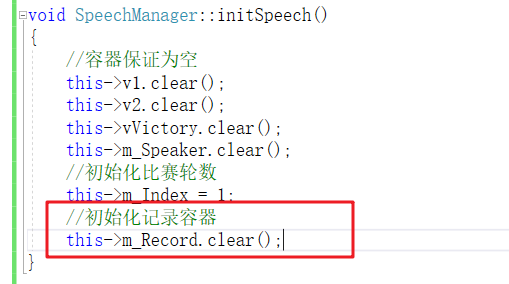 void SpeechManager::initSpeech()
{
//容器保证为空
this->v1.clear();
this->v2.clear();
this->vVictory.clear();
this->m_Speaker.clear();
//初始化比赛轮数
this->m_Index = 1;
//初始化记录容器
this->m_Record.clear();
}